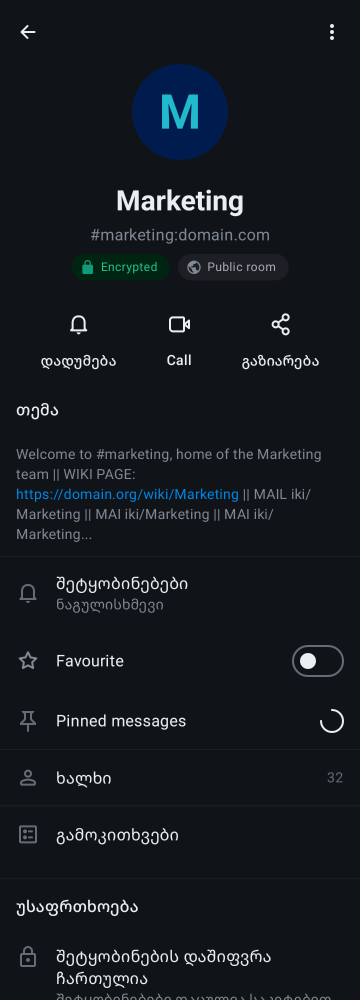 M
Marketing
#marketing:domain.com
Encrypted
Public room
დადუმება
Call
გაზიარება
თემა
Welcome to #marketing, home of the Marketing
team || WIKI PAGE:
https://domain.org/wiki/Marketing || MAIL iki/
Marketing || MAI iki/Marketing || MAI iki/
Marketing...
შეტყობინებები
ნაგულისხმევი
Favourite
Pinned messages
ხალხი
32
გამოკითხვები
უსაფრთხოება
შეტყობინების დაშიფვრა
ჩართულია